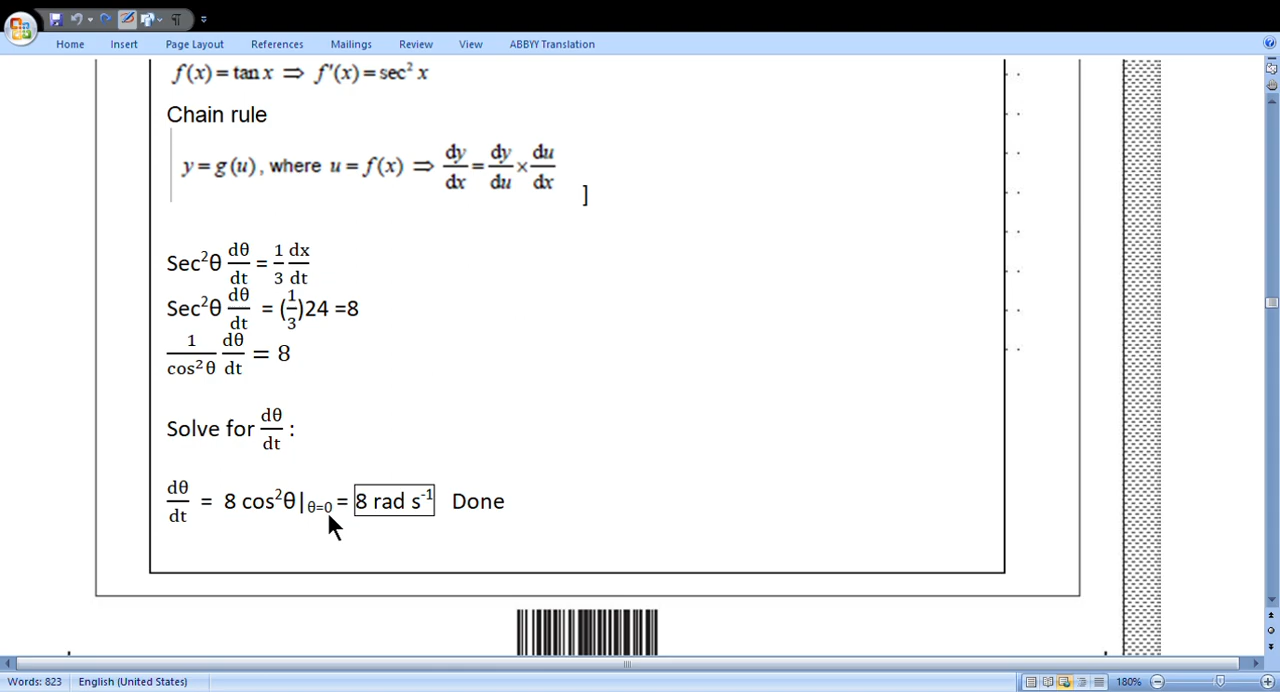 Home Insert Page Layout References Mailings Review View ABBYY Translation
f(x) = tan x ⇒ f'(x) = sec² x
Chain rule
y = g(u), where u = f(x) ⇒ dy/dx = dy/du × du/dx ]
Sec²θ dθ/dt = 1/3 dx/dt
Sec²θ dθ/dt = (1/3)24 =8
1/cos²θ dθ/dt = 8
Solve for dθ/dt :
dθ/dt = 8 cos²θ|θ=0 = 8 rad s⁻¹ Done
Words: 823 English (United States) 180%